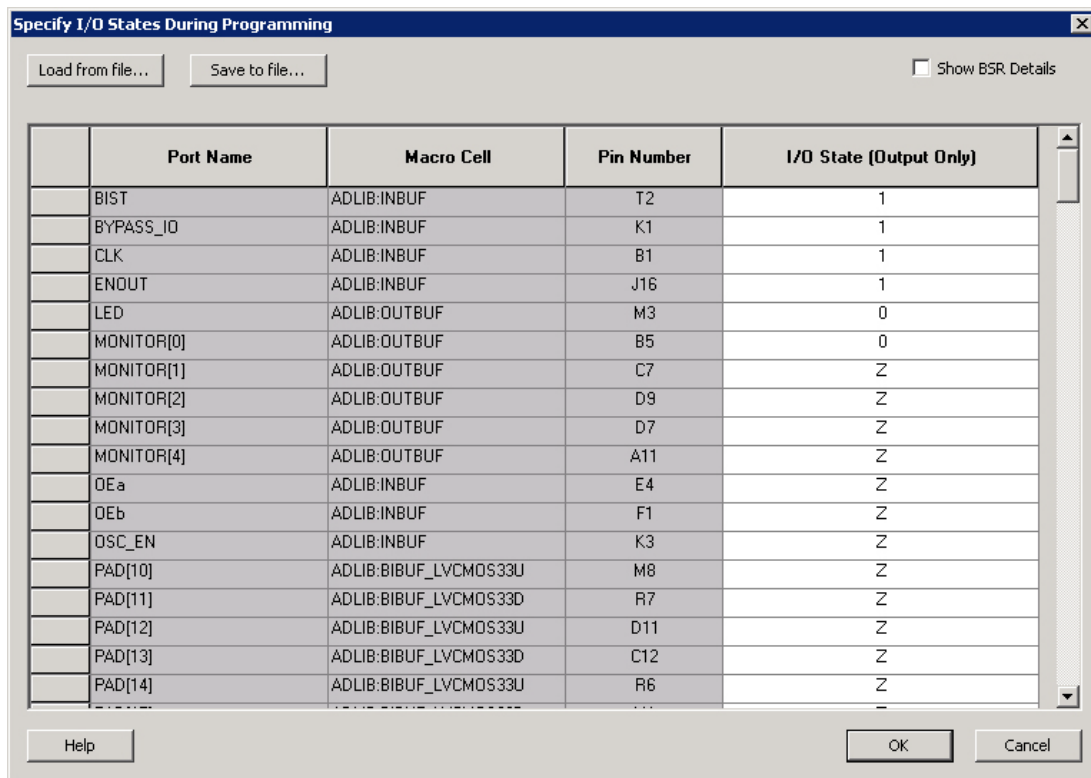 Specify I/O States During Programming
Load from file... Save to file... Show BSR Details
Port Name Macro Cell Pin Number I/O State (Output Only)
BIST ADLIB:INBUF T2 1
BYPASS_IO ADLIB:INBUF K1 1
CLK ADLIB:INBUF B1 1
ENOUT ADLIB:INBUF J16 1
LED ADLIB:OUTBUF M3 0
MONITOR[0] ADLIB:OUTBUF B5 0
MONITOR[1] ADLIB:OUTBUF C7 Z
MONITOR[2] ADLIB:OUTBUF D9 Z
MONITOR[3] ADLIB:OUTBUF D7 Z
MONITOR[4] ADLIB:OUTBUF A11 Z
OEa ADLIB:INBUF E4 Z
OEb ADLIB:INBUF F1 Z
OSC_EN ADLIB:INBUF K3 Z
PAD[10] ADLIB:BIBUF_LVCMOS33U M8 Z
PAD[11] ADLIB:BIBUF_LVCMOS33D R7 Z
PAD[12] ADLIB:BIBUF_LVCMOS33U D11 Z
PAD[13] ADLIB:BIBUF_LVCMOS33D C12 Z
PAD[14] ADLIB:BIBUF_LVCMOS33U R6 Z
Help OK Cancel